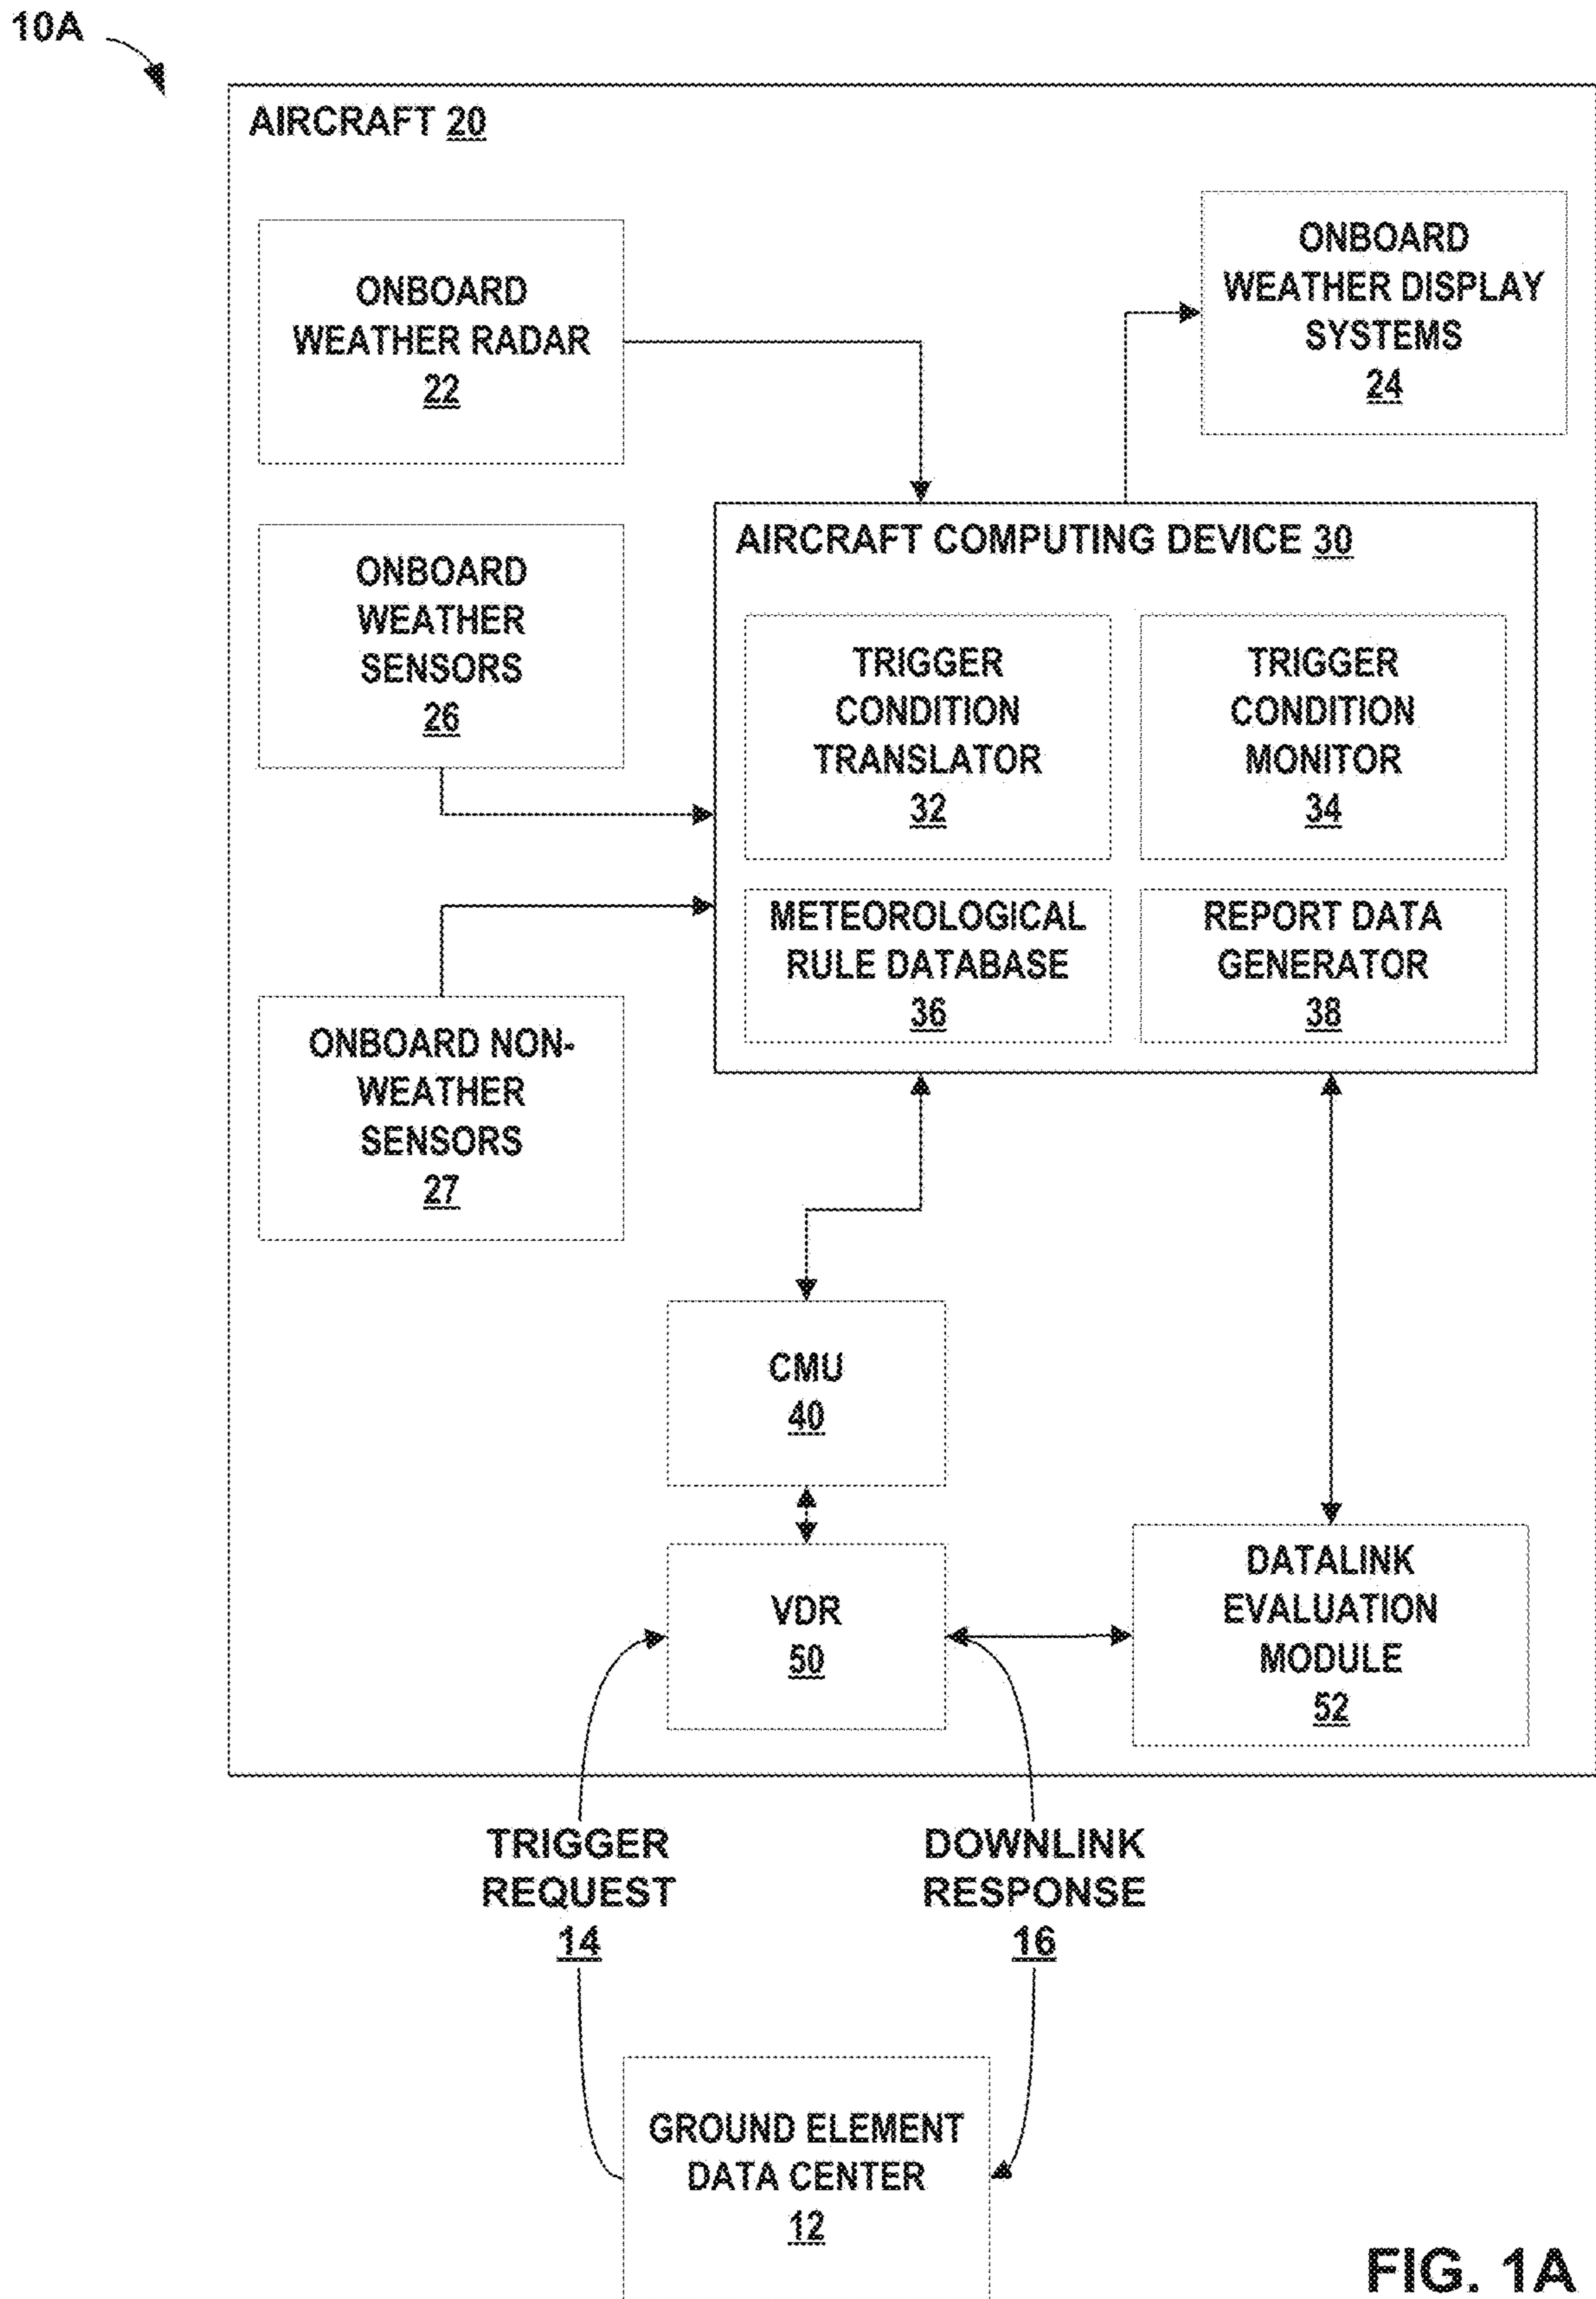 10A
AIRCRAFT 20
ONBOARD
WEATHER RADAR
22
ONBOARD
WEATHER DISPLAY
SYSTEMS
24
ONBOARD
WEATHER
SENSORS
26
AIRCRAFT COMPUTING DEVICE 30
TRIGGER
CONDITION
TRANSLATOR
32
TRIGGER
CONDITION
MONITOR
34
METEOROLOGICAL
RULE DATABASE
36
REPORT DATA
GENERATOR
38
ONBOARD NON-
WEATHER
SENSORS
27
CMU
40
VDR
50
DATALINK
EVALUATION
MODULE
52
TRIGGER
REQUEST
14
DOWNLINK
RESPONSE
16
GROUND ELEMENT
DATA CENTER
12
FIG. 1A